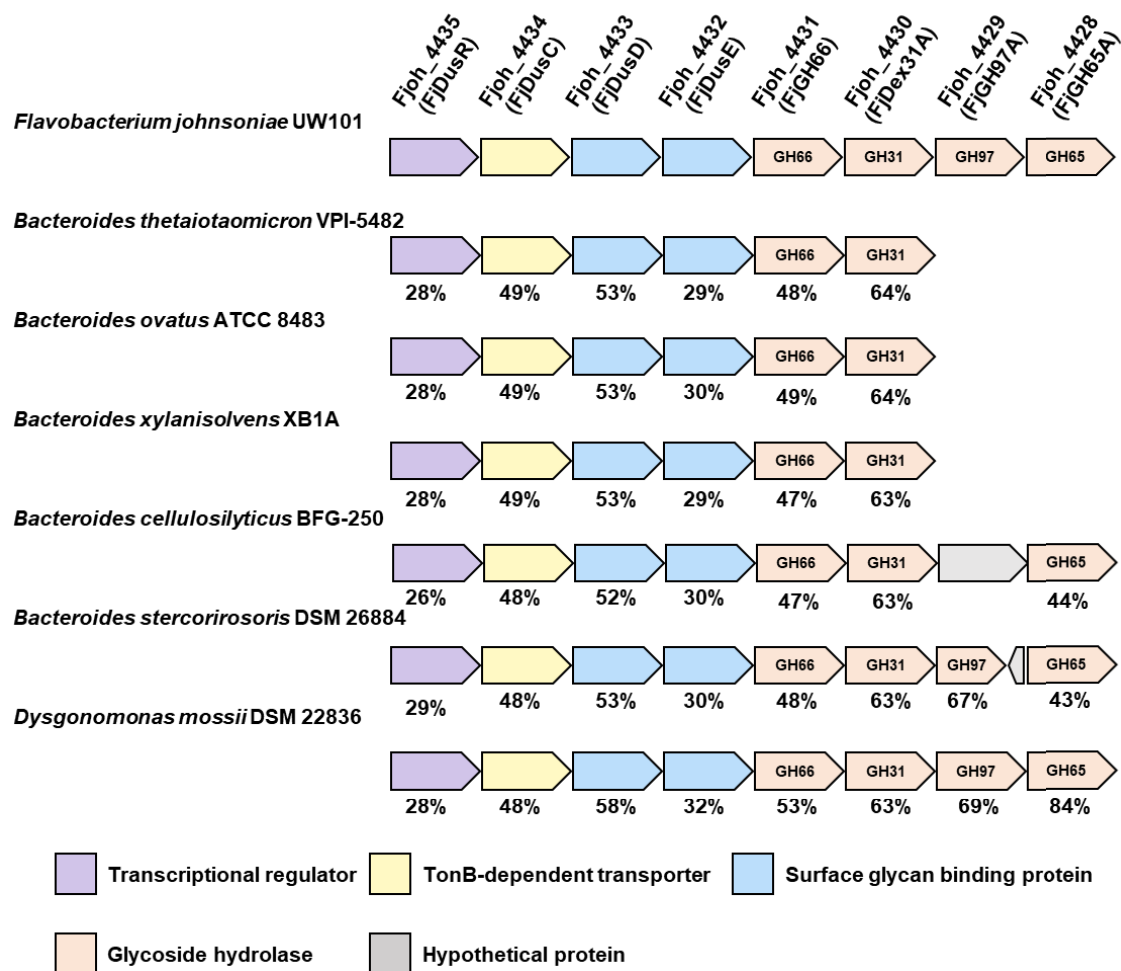 Fjoh_4435 (FjDusR)
Fjoh_4434 (FjDusC)
Fjoh_4433 (FjDusD)
Fjoh_4432 (FjDusE)
Fjoh_4431 (FjGH66)
Fjoh_4430 (FjDex31A)
Fjoh_4429 (FjGH97A)
Fjoh_4428 (FjGH65A)
Flavobacterium johnsoniae UW101
GH66 GH31 GH97 GH65
Bacteroides thetaiotaomicron VPI-5482
GH66 GH31
28% 49% 53% 29% 48% 64%
Bacteroides ovatus ATCC 8483
GH66 GH31
28% 49% 53% 30% 49% 64%
Bacteroides xylanisolvens XB1A
GH66 GH31
28% 49% 53% 29% 47% 63%
Bacteroides cellulosilyticus BFG-250
GH66 GH31 GH65
26% 48% 52% 30% 47% 63% 44%
Bacteroides stercorirosoris DSM 26884
GH66 GH31 GH97 GH65
29% 48% 53% 30% 48% 63% 67% 43%
Dysgonomonas mossii DSM 22836
GH66 GH31 GH97 GH65
28% 48% 58% 32% 53% 63% 69% 84%
Transcriptional regulator TonB-dependent transporter Surface glycan binding protein
Glycoside hydrolase Hypothetical protein